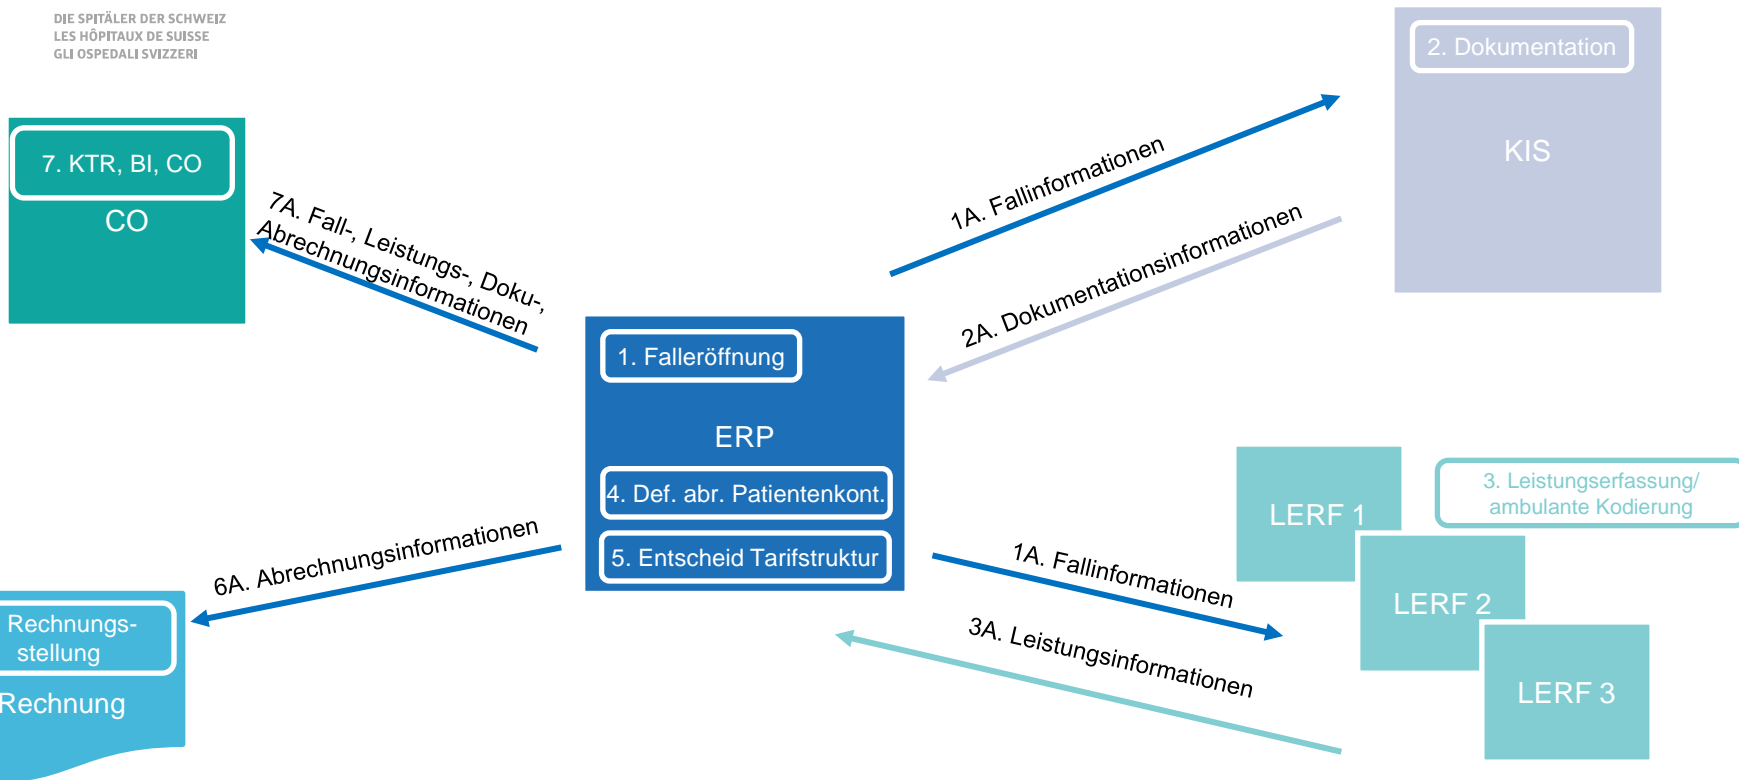 DIE SPITÄLER DER SCHWEIZ
LES HÔPITAUX DE SUISSE
GLI OSPEDALI SVIZZERI
2. Dokumentation
KIS
7. KTR, BI, CO
CO
7A. Fall-, Leistungs-, Doku-,
Abrechnungsinformationen
1A. Fallinformationen
2A. Dokumentationsinformationen
1. Falleröffnung
ERP
4. Def. abr. Patientenkont.
5. Entscheid Tarifstruktur
3. Leistungserfassung/
ambulante Kodierung
LERF 1
LERF 2
LERF 3
1A. Fallinformationen
3A. Leistungsinformationen
6A. Abrechnungsinformationen
Rechnungs-
stellung
Rechnung